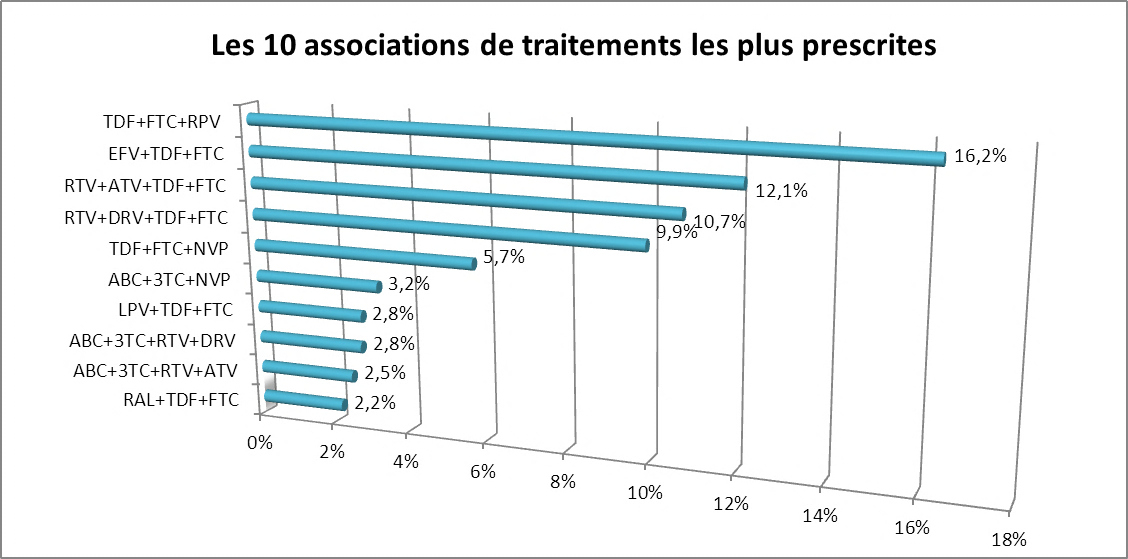 Les 10 associations de traitements les plus prescrites
TDF+FTC+RPV
16,2%
EFV+TDF+FTC
12,1%
RTV+ATV+TDF+FTC
10,7%
RTV+DRV+TDF+FTC
9,9%
TDF+FTC+NVP
5,7%
ABC+3TC+NVP
3,2%
LPV+TDF+FTC
2,8%
ABC+3TC+RTV+DRV
2,8%
ABC+3TC+RTV+ATV
2,5%
RAL+TDF+FTC
2,2%
0%
2%
4%
6%
8%
10%
12%
14%
16%
18%